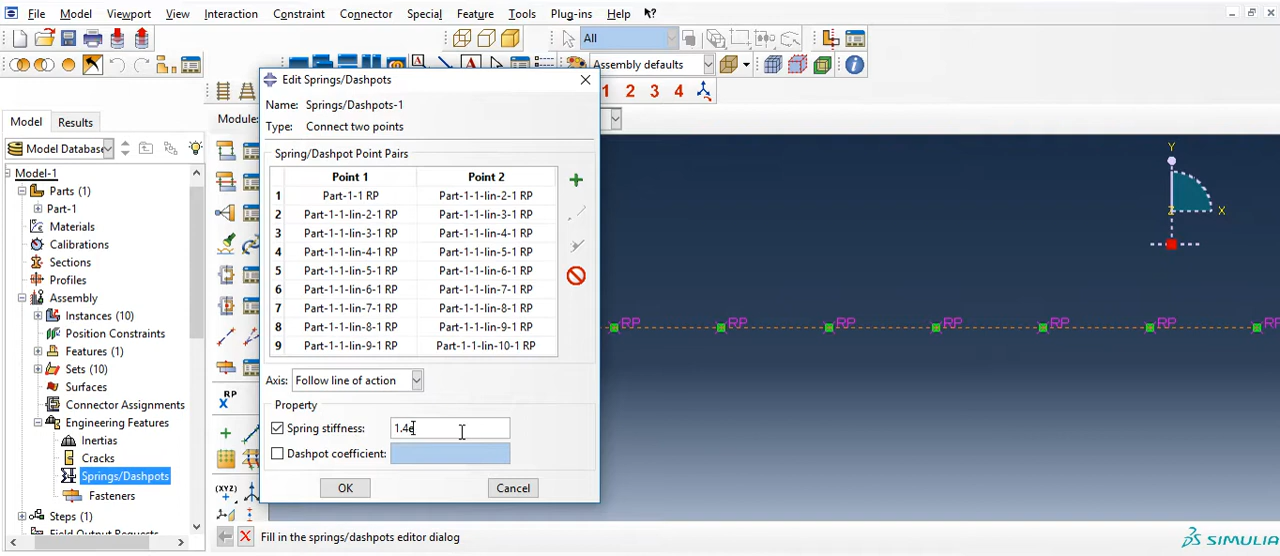 File Model Viewport View Interaction Constraint Connector Special Feature Tools Plug-ins Help
All
Assembly defaults
1 2 3 4
Model Results
Module:
Model Database
Model-1
Parts (1)
Part-1
Materials
Calibrations
Sections
Profiles
Assembly
Instances (10)
Position Constraints
Features (1)
Sets (10)
Surfaces
Connector Assignments
Engineering Features
Inertias
Cracks
Springs/Dashpots
Fasteners
Steps (1)
Field Output Requests
RP
(XYZ)
Edit Springs/Dashpots
Name: Springs/Dashpots-1
Type: Connect two points
Spring/Dashpot Point Pairs
Point 1 Point 2
1 Part-1-1 RP Part-1-1-lin-2-1 RP
2 Part-1-1-lin-2-1 RP Part-1-1-lin-3-1 RP
3 Part-1-1-lin-3-1 RP Part-1-1-lin-4-1 RP
4 Part-1-1-lin-4-1 RP Part-1-1-lin-5-1 RP
5 Part-1-1-lin-5-1 RP Part-1-1-lin-6-1 RP
6 Part-1-1-lin-6-1 RP Part-1-1-lin-7-1 RP
7 Part-1-1-lin-7-1 RP Part-1-1-lin-8-1 RP
8 Part-1-1-lin-8-1 RP Part-1-1-lin-9-1 RP
9 Part-1-1-lin-9-1 RP Part-1-1-lin-10-1 RP
Axis: Follow line of action
Property
Spring stiffness: 1.4e
Dashpot coefficient:
OK Cancel
Y
Z X
RP RP RP RP RP RP RP
Fill in the springs/dashpots editor dialog
SIMULIA